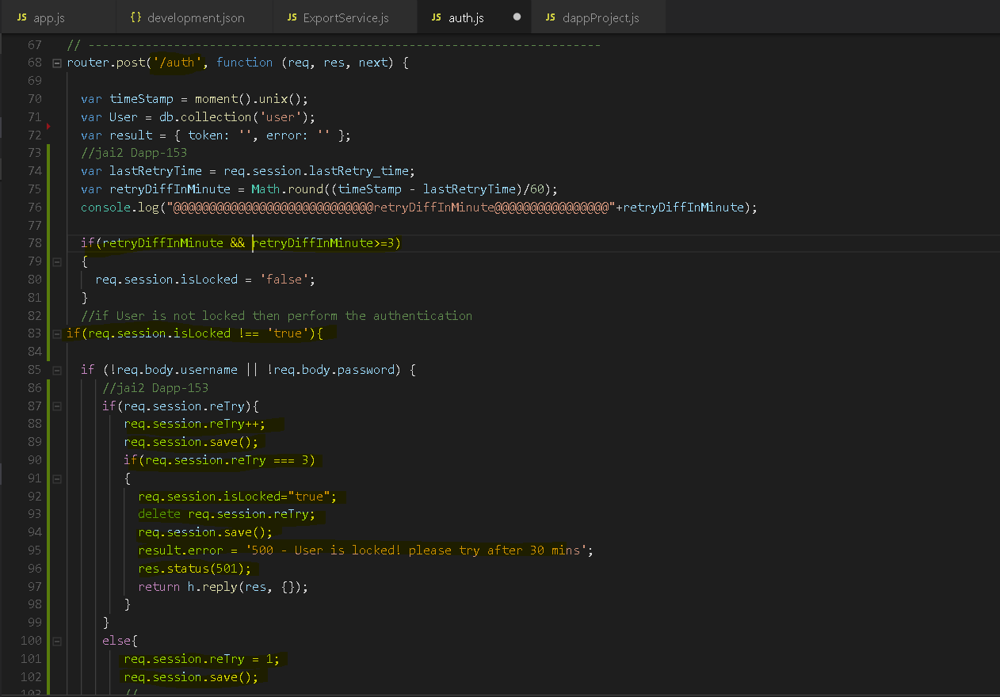 JS app.js {} development.json JS ExportService.js JS auth.js JS dappProject.js
67 // ------------------------------------------------------------------------
68 router.post('/auth', function (req, res, next) {
69
70 var timeStamp = moment().unix();
71 var User = db.collection('user');
72 var result = { token: '', error: '' };
73 //jai2 Dapp-153
74 var lastRetryTime = req.session.lastRetry_time;
75 var retryDiffInMinute = Math.round((timeStamp - lastRetryTime)/60);
76 console.log("@@@@@@@@@@@@@@@@@@@@@@@@@@@@retryDiffInMinute@@@@@@@@@@@@@@@@"+retryDiffInMinute);
77
78 if(retryDiffInMinute && retryDiffInMinute>=3)
79 {
80 req.session.isLocked = 'false';
81 }
82 //if User is not locked then perform the authentication
83 if(req.session.isLocked !== 'true'){
84
85 if (!req.body.username || !req.body.password) {
86 //jai2 Dapp-153
87 if(req.session.reTry){
88 req.session.reTry++;
89 req.session.save();
90 if(req.session.reTry === 3)
91 {
92 req.session.isLocked="true";
93 delete req.session.reTry;
94 req.session.save();
95 result.error = '500 - User is locked! please try after 30 mins';
96 res.status(501);
97 return h.reply(res, {});
98 }
99 }
100 else{
101 req.session.reTry = 1;
102 req.session.save();
103 //